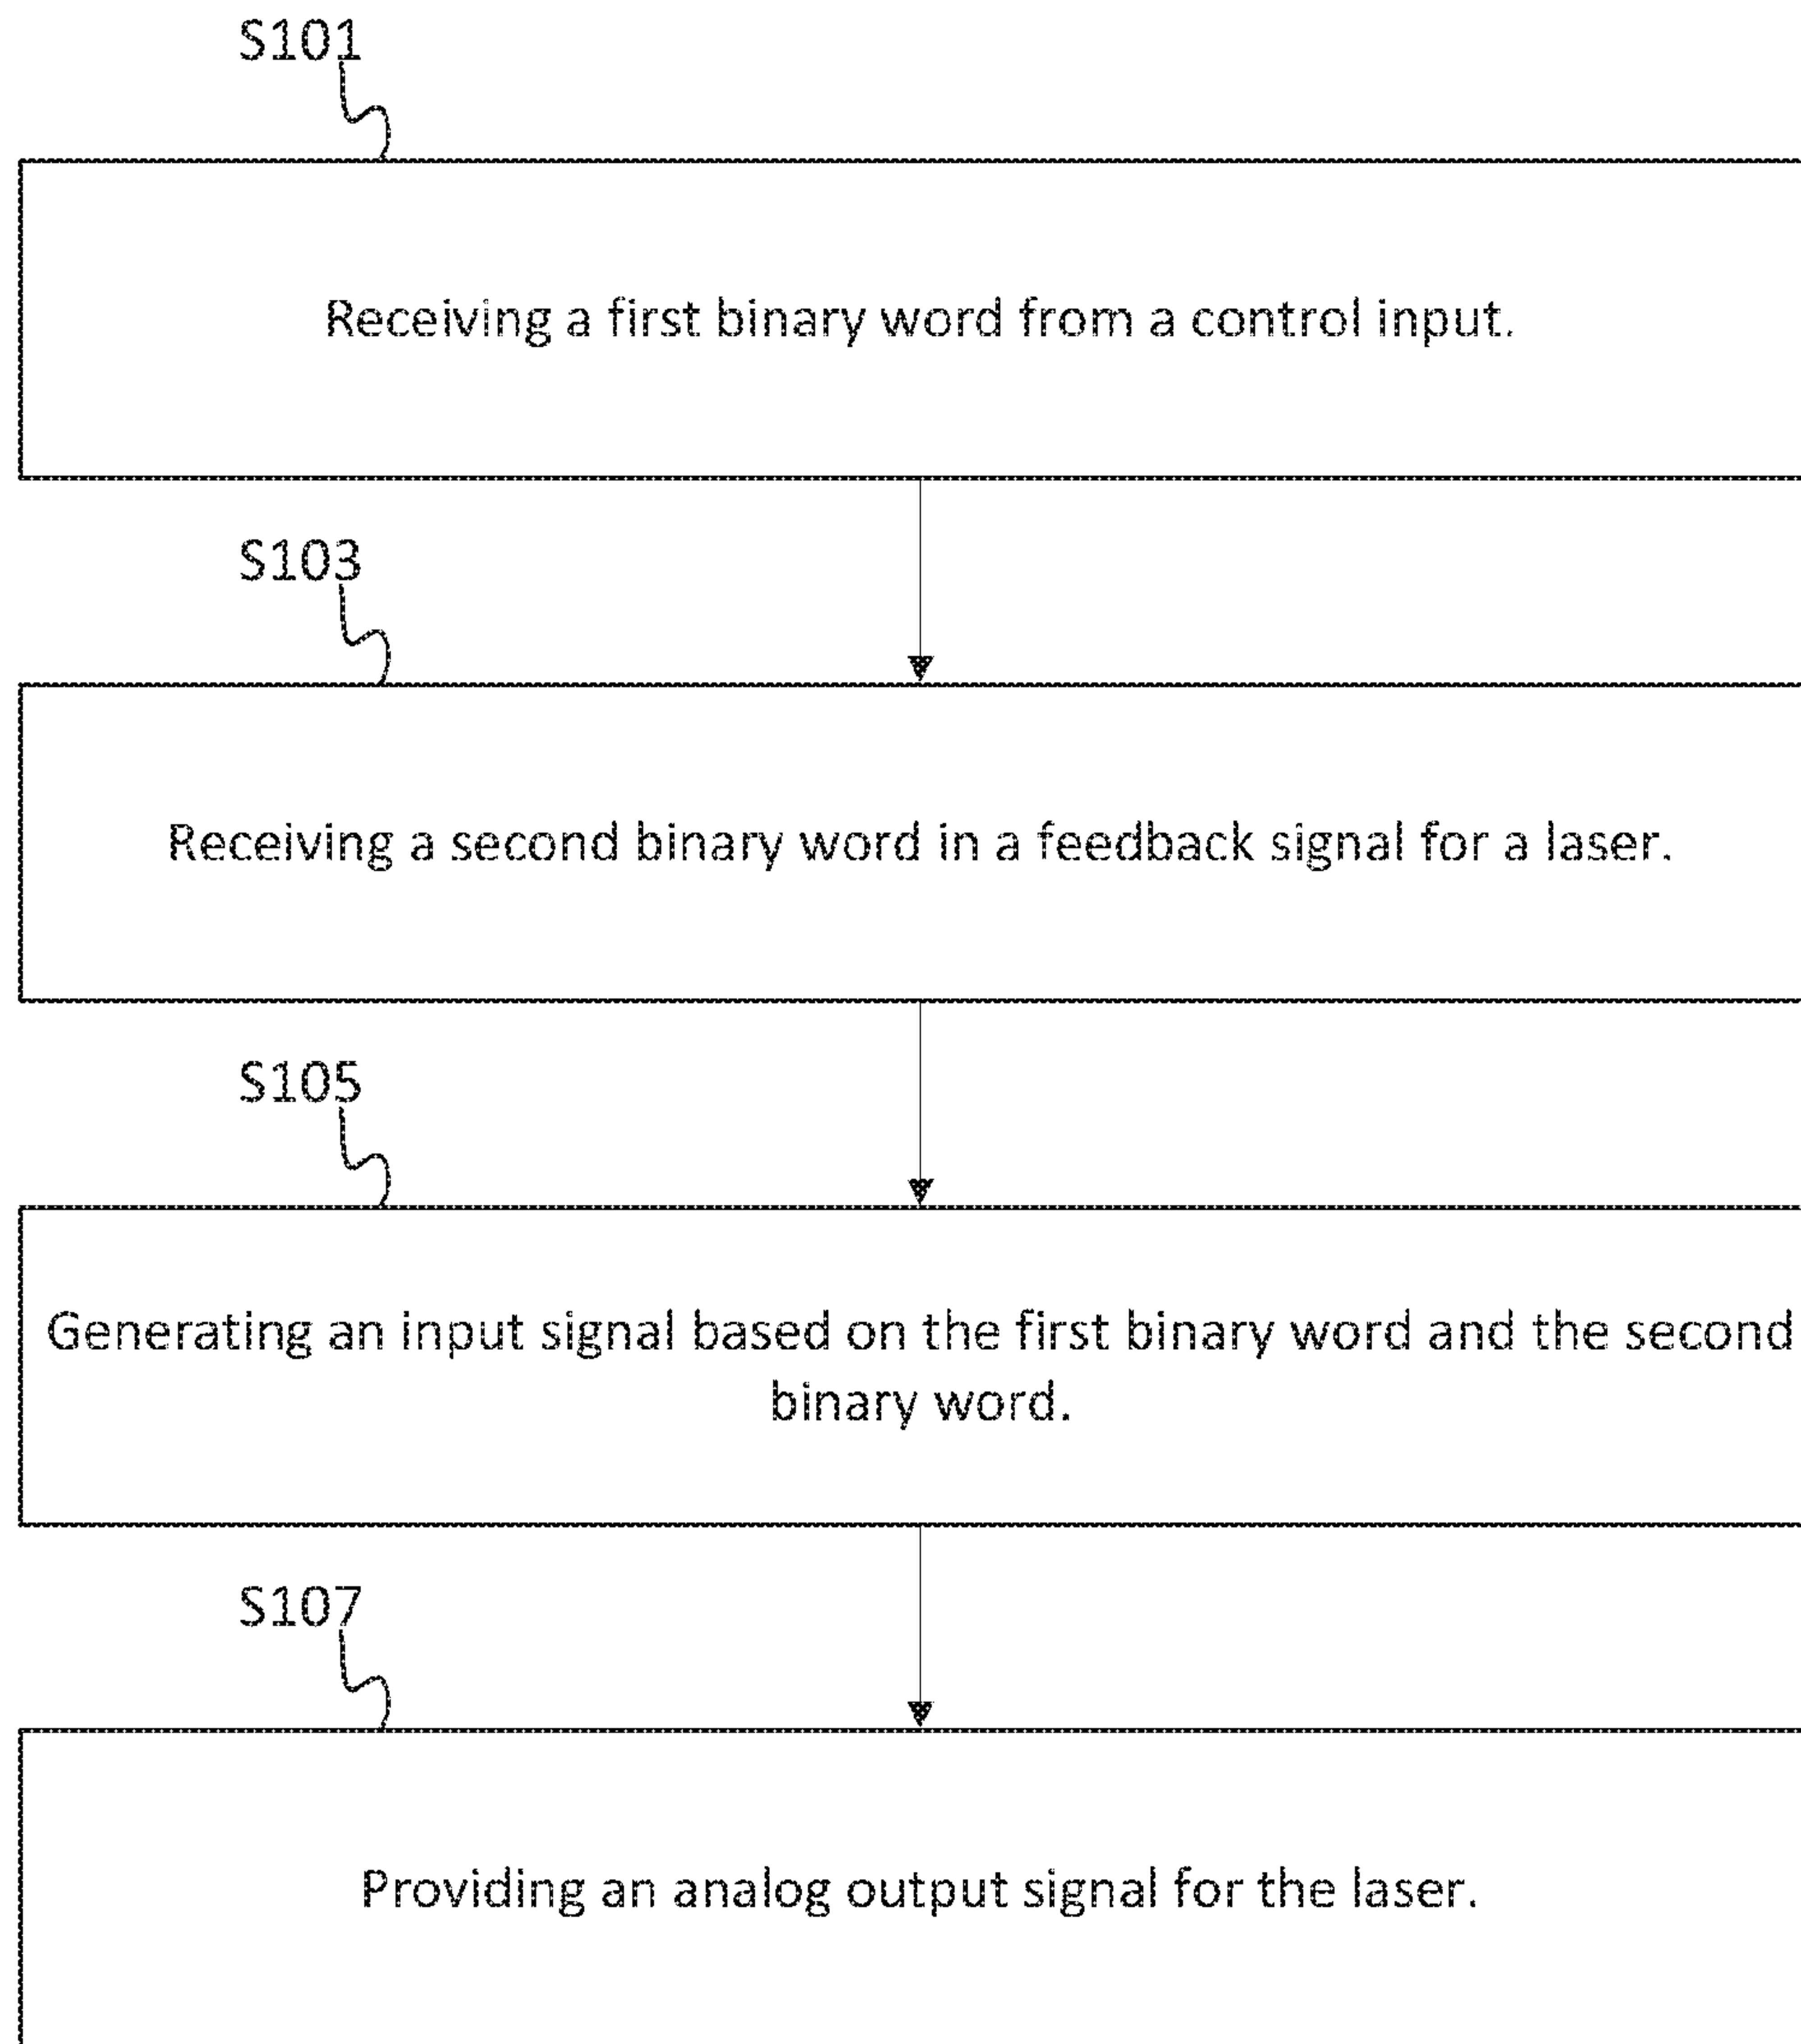 S101
Receiving a first binary word from a control input.
S103
Receiving a second binary word in a feedback signal for a laser.
S105
Generating an input signal based on the first binary word and the second
binary word.
S107
Providing an analog output signal for the laser.